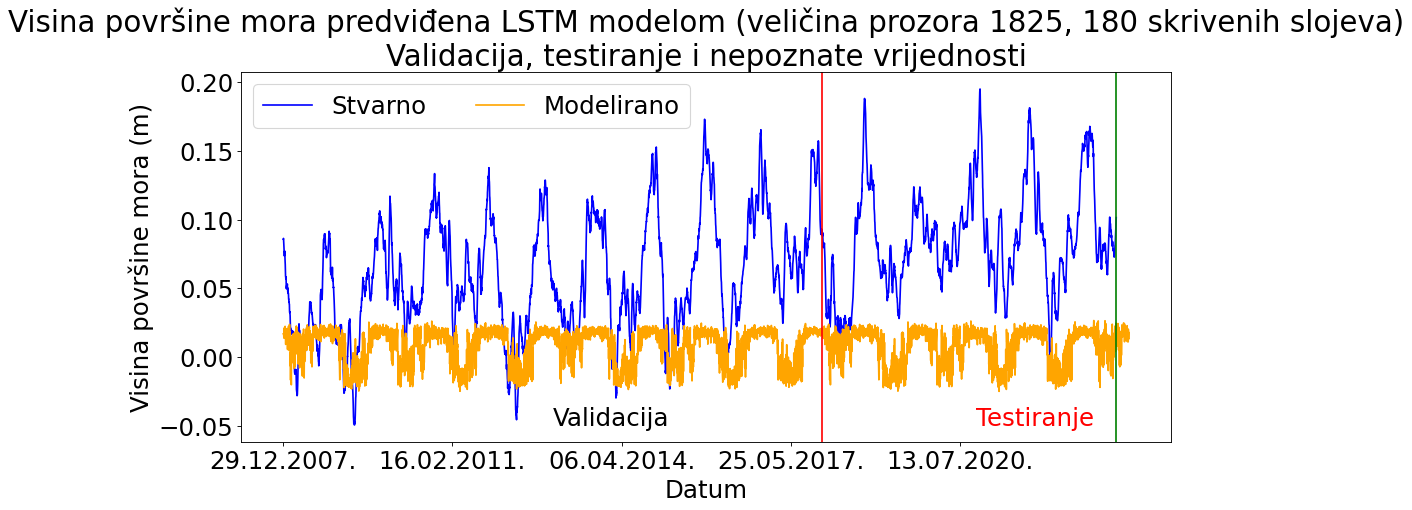 Visina površine mora predviđena LSTM modelom (veličina prozora 1825, 180 skrivenih slojeva)
Validacija, testiranje i nepoznate vrijednosti
Stvarno
Modelirano
Visina površine mora (m)
0.20
0.15
0.10
0.05
0.00
−0.05
Validacija
Testiranje
29.12.2007.
16.02.2011.
06.04.2014.
25.05.2017.
13.07.2020.
Datum